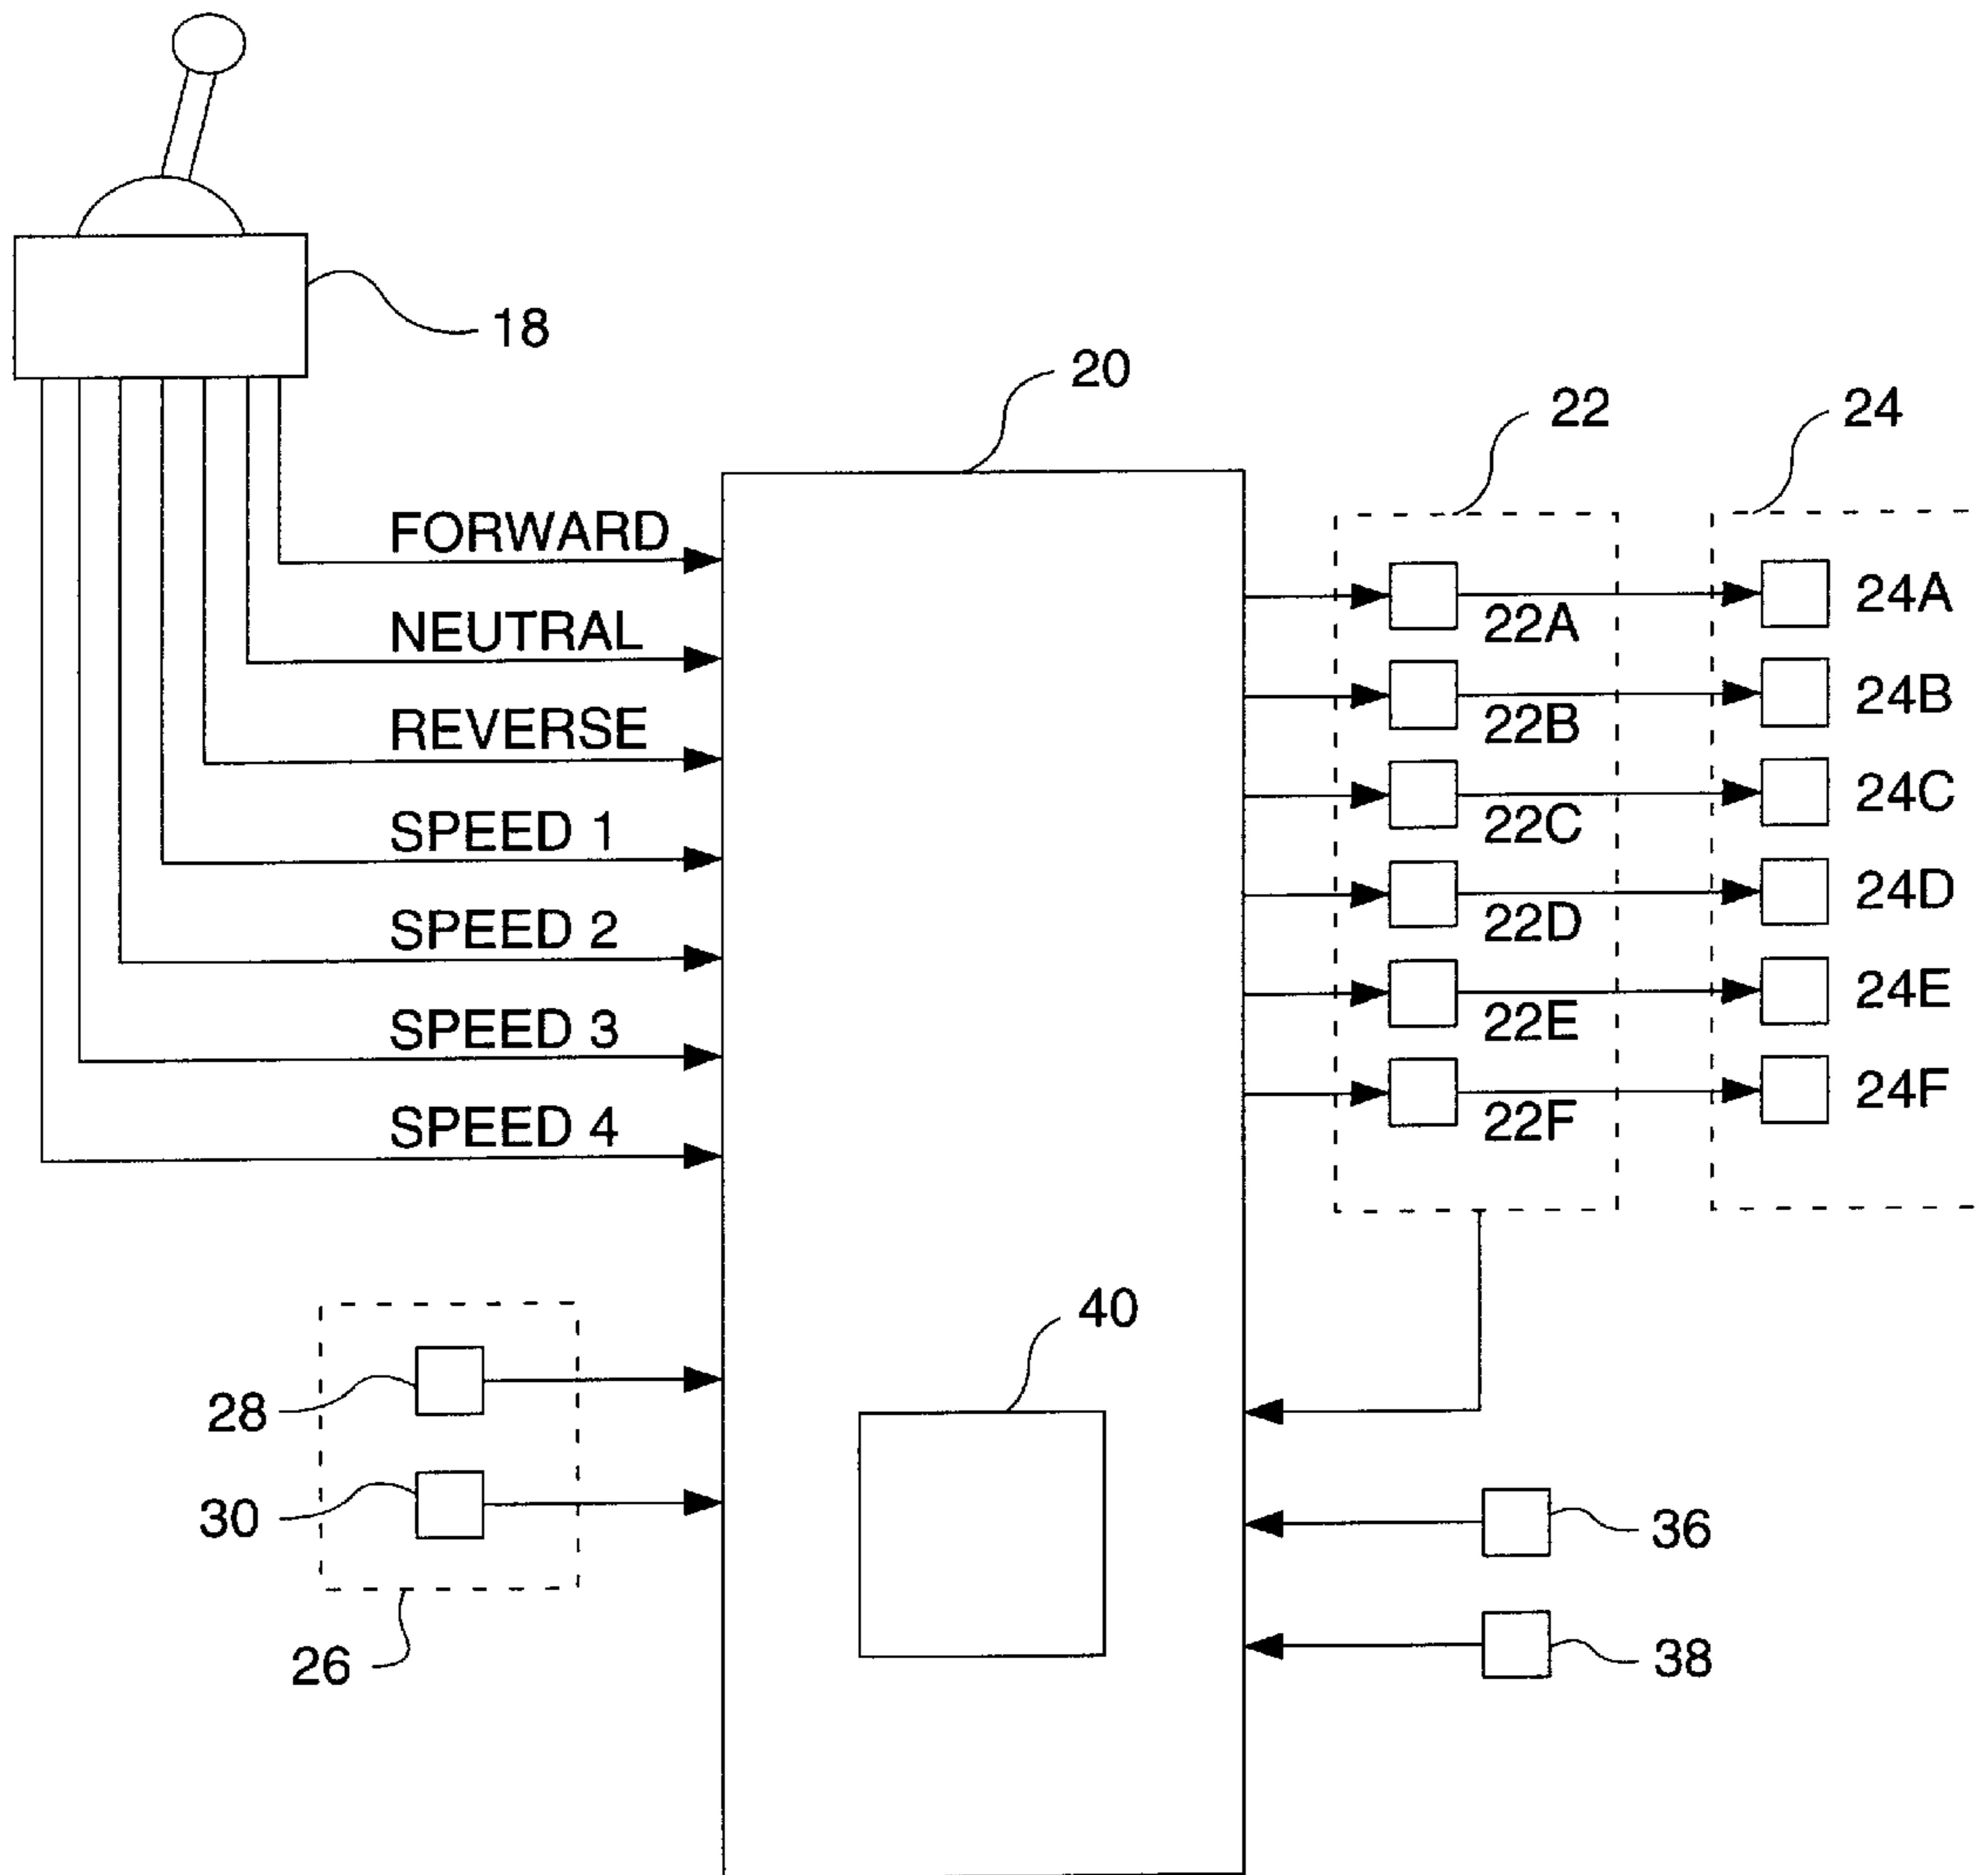 18
20
22
24
FORWARD
NEUTRAL
REVERSE
SPEED 1
SPEED 2
SPEED 3
SPEED 4
22A
22B
22C
22D
22E
22F
24A
24B
24C
24D
24E
24F
40
28
30
26
36
38